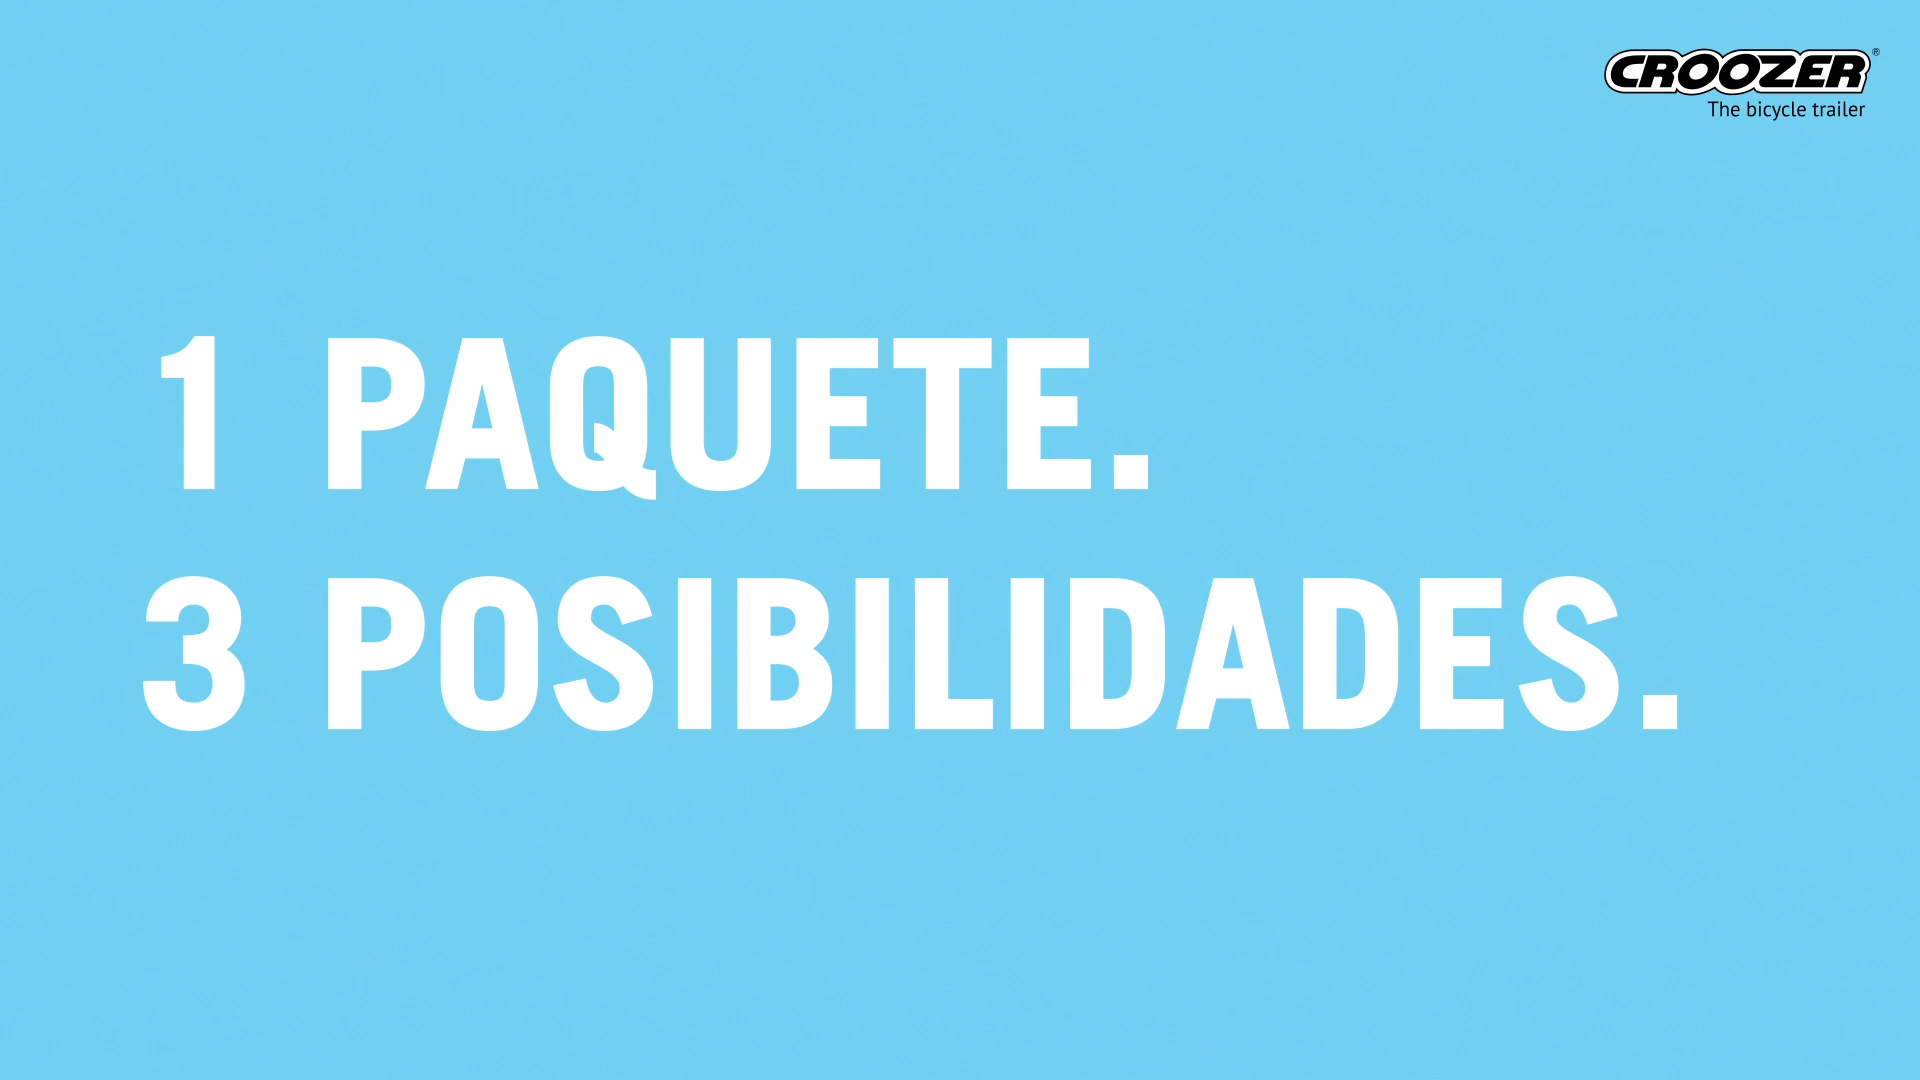 CROOZER®
The bicycle trailer
1 PAQUETE.
3 POSIBILIDADES.